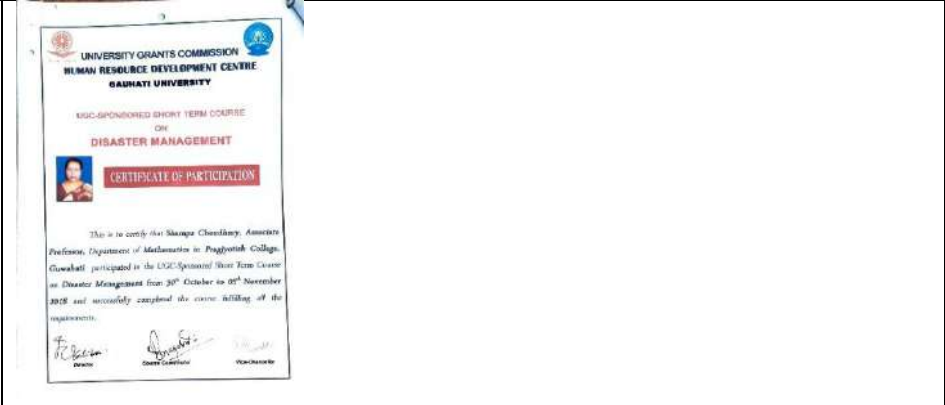 UNIVERSITY GRANTS COMMISSION
HUMAN RESOURCE DEVELOPMENT CENTRE
GAUHATI UNIVERSITY
UGC-SPONSORED SHORT TERM COURSE
ON
DISASTER MANAGEMENT
CERTIFICATE OF PARTICIPATION
This is to certify that Shampa Choudhury, Associate
Professor, Department of Mathematics in Pragjyotish College,
Guwahati participated in the UGC-Sponsored Short Term Course
on Disaster Management from 30th October to 05th November
2018 and successfully completed the course fulfilling all the
requirements.
Director
Course Coordinator
Vice-Chancellor